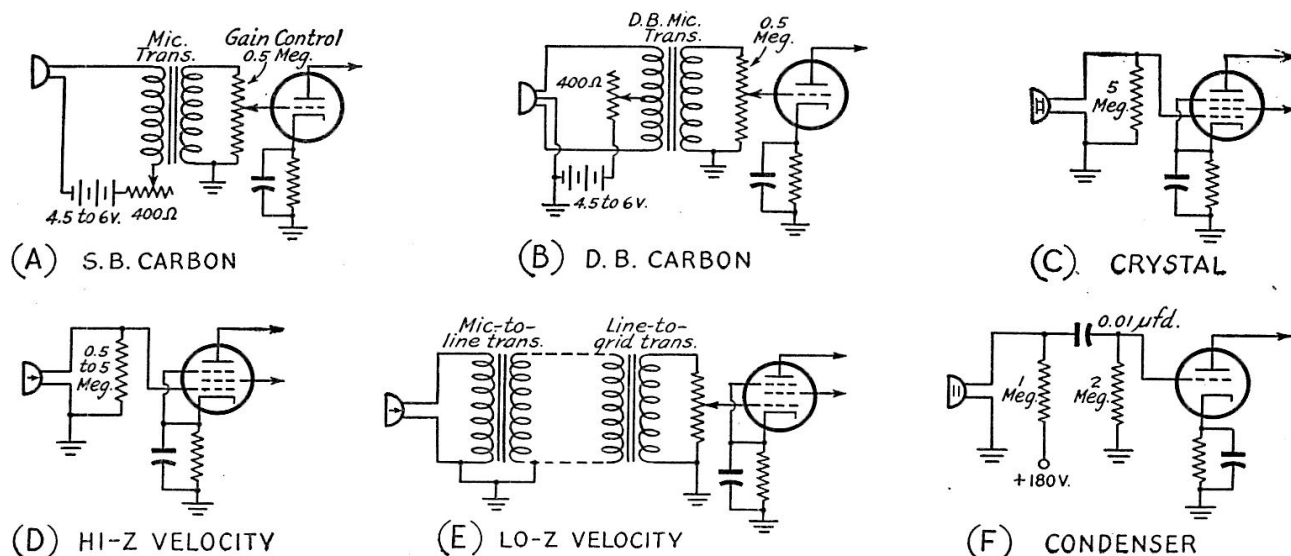 Mic.
Trans.
Gain Control
0.5 Meg.
4.5 to 6v.
400Ω
(A) S.B. CARBON
D.B. Mic.
Trans.
0.5
Meg.
400Ω
4.5 to 6v.
(B) D.B. CARBON
5
Meg.
(C). CRYSTAL
0.5
to 5
Meg.
(D) HI-Z VELOCITY
Mic-to-
line trans.
Line-to-
grid trans.
(E) LO-Z VELOCITY
0.01 µfd.
1
Meg.
2
Meg.
+180V.
(F) CONDENSER